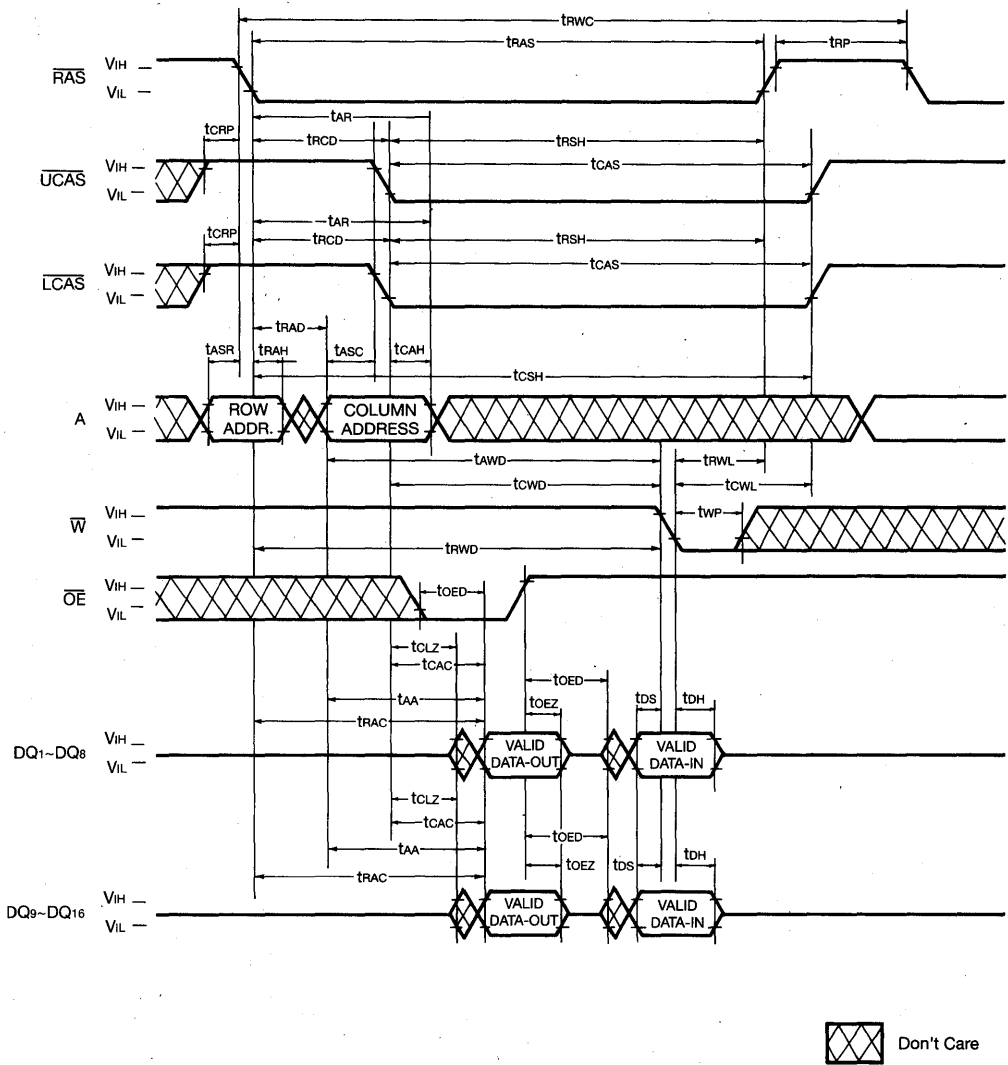 tRWC
tRAS
tRP
RAS
VIH
VIL
tAR
tCRP
tRCD
tRSH
tCAS
UCAS
VIH
VIL
tAR
tCRP
tRCD
tRSH
tCAS
LCAS
VIH
VIL
tRAD
tASR
tRAH
tASC
tCAH
tCSH
A
VIH
VIL
ROW ADDR.
COLUMN ADDRESS
tAWD
tRWL
tCWD
tCWL
W
VIH
VIL
tWP
tRWD
OE
VIH
VIL
tOED
tCLZ
tCAC
tOED
tAA
tOEZ
tDS
tDH
tRAC
DQ1~DQ8
VIH
VIL
VALID DATA-OUT
VALID DATA-IN
tCLZ
tCAC
tOED
tAA
tOEZ
tDS
tDH
tRAC
DQ9~DQ16
VIH
VIL
VALID DATA-OUT
VALID DATA-IN
Don't Care